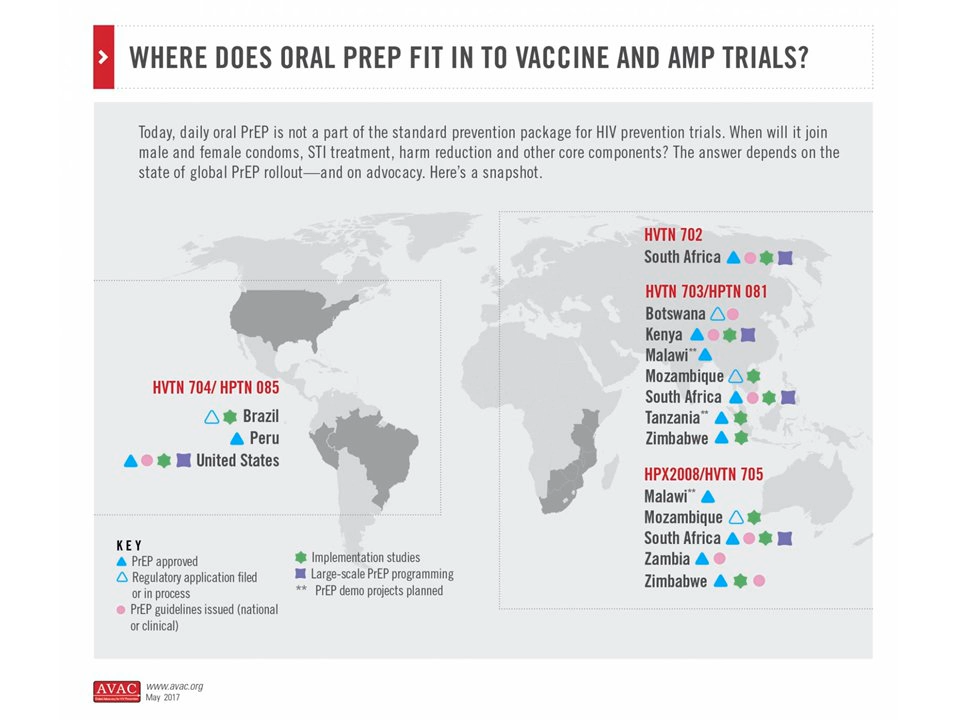 WHERE DOES ORAL PREP FIT IN TO VACCINE AND AMP TRIALS?
Today, daily oral PrEP is not a part of the standard prevention package for HIV prevention trials. When will it join
male and female condoms, STI treatment, harm reduction and other core components? The answer depends on the
state of global PrEP rollout—and on advocacy. Here's a snapshot.
HVTN 704/ HPTN 085
Brazil
Peru
United States
HVTN 702
South Africa
HVTN 703/HPTN 081
Botswana
Kenya
Malawi**
Mozambique
South Africa
Tanzania**
Zimbabwe
HPX2008/HVTN 705
Malawi**
Mozambique
South Africa
Zambia
Zimbabwe
KEY
PrEP approved
Regulatory application filed
or in process
PrEP guidelines issued (national
or clinical)
Implementation studies
Large-scale PrEP programming
** PrEP demo projects planned
AVAC
Global Advocacy for HIV Prevention
www.avac.org
May 2017